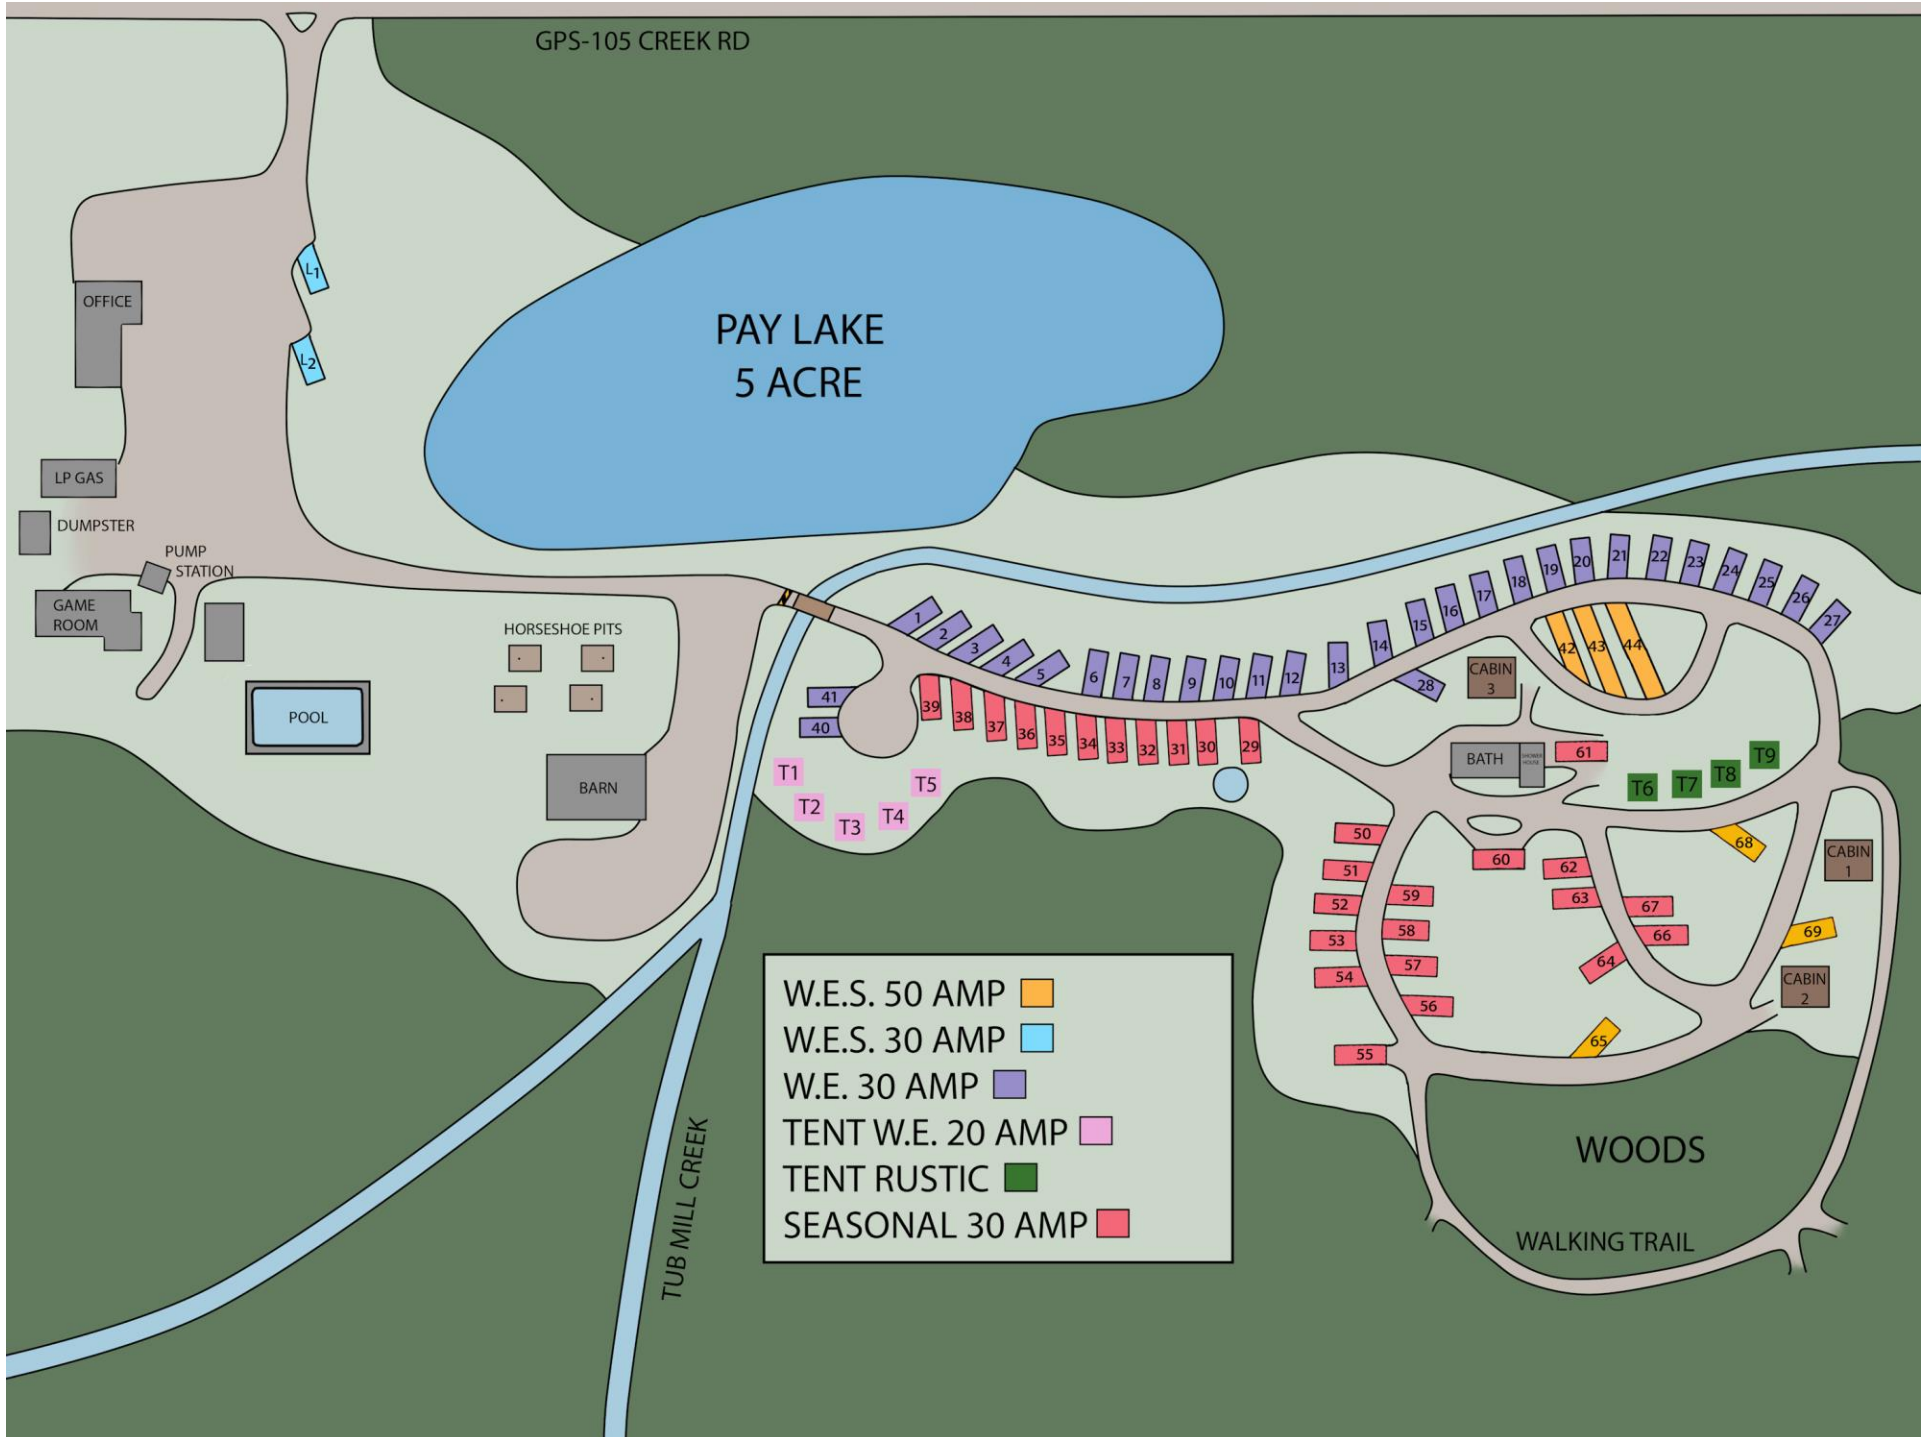 GPS-105 CREEK RD
L1
OFFICE
L2
PAY LAKE
5 ACRE
LP GAS
DUMPSTER
PUMP
STATION
GAME
ROOM
HORSESHOE PITS
POOL
BARN
1
2
3
4
5
6
7
8
9
10
11
12
13
14
15
16
17
18
19
20
21
22
23
24
25
26
27
28
42
43
44
CABIN
3
41
40
39
38
37
36
35
34
33
32
31
30
29
T1
T2
T3
T4
T5
BATH
SHOWER
HOUSE
61
T6
T7
T8
T9
50
51
52
53
54
55
56
57
58
59
60
62
63
64
65
66
67
68
69
CABIN
1
CABIN
2
W.E.S. 50 AMP
W.E.S. 30 AMP
W.E. 30 AMP
TENT W.E. 20 AMP
TENT RUSTIC
SEASONAL 30 AMP
TUB MILL CREEK
WOODS
WALKING TRAIL